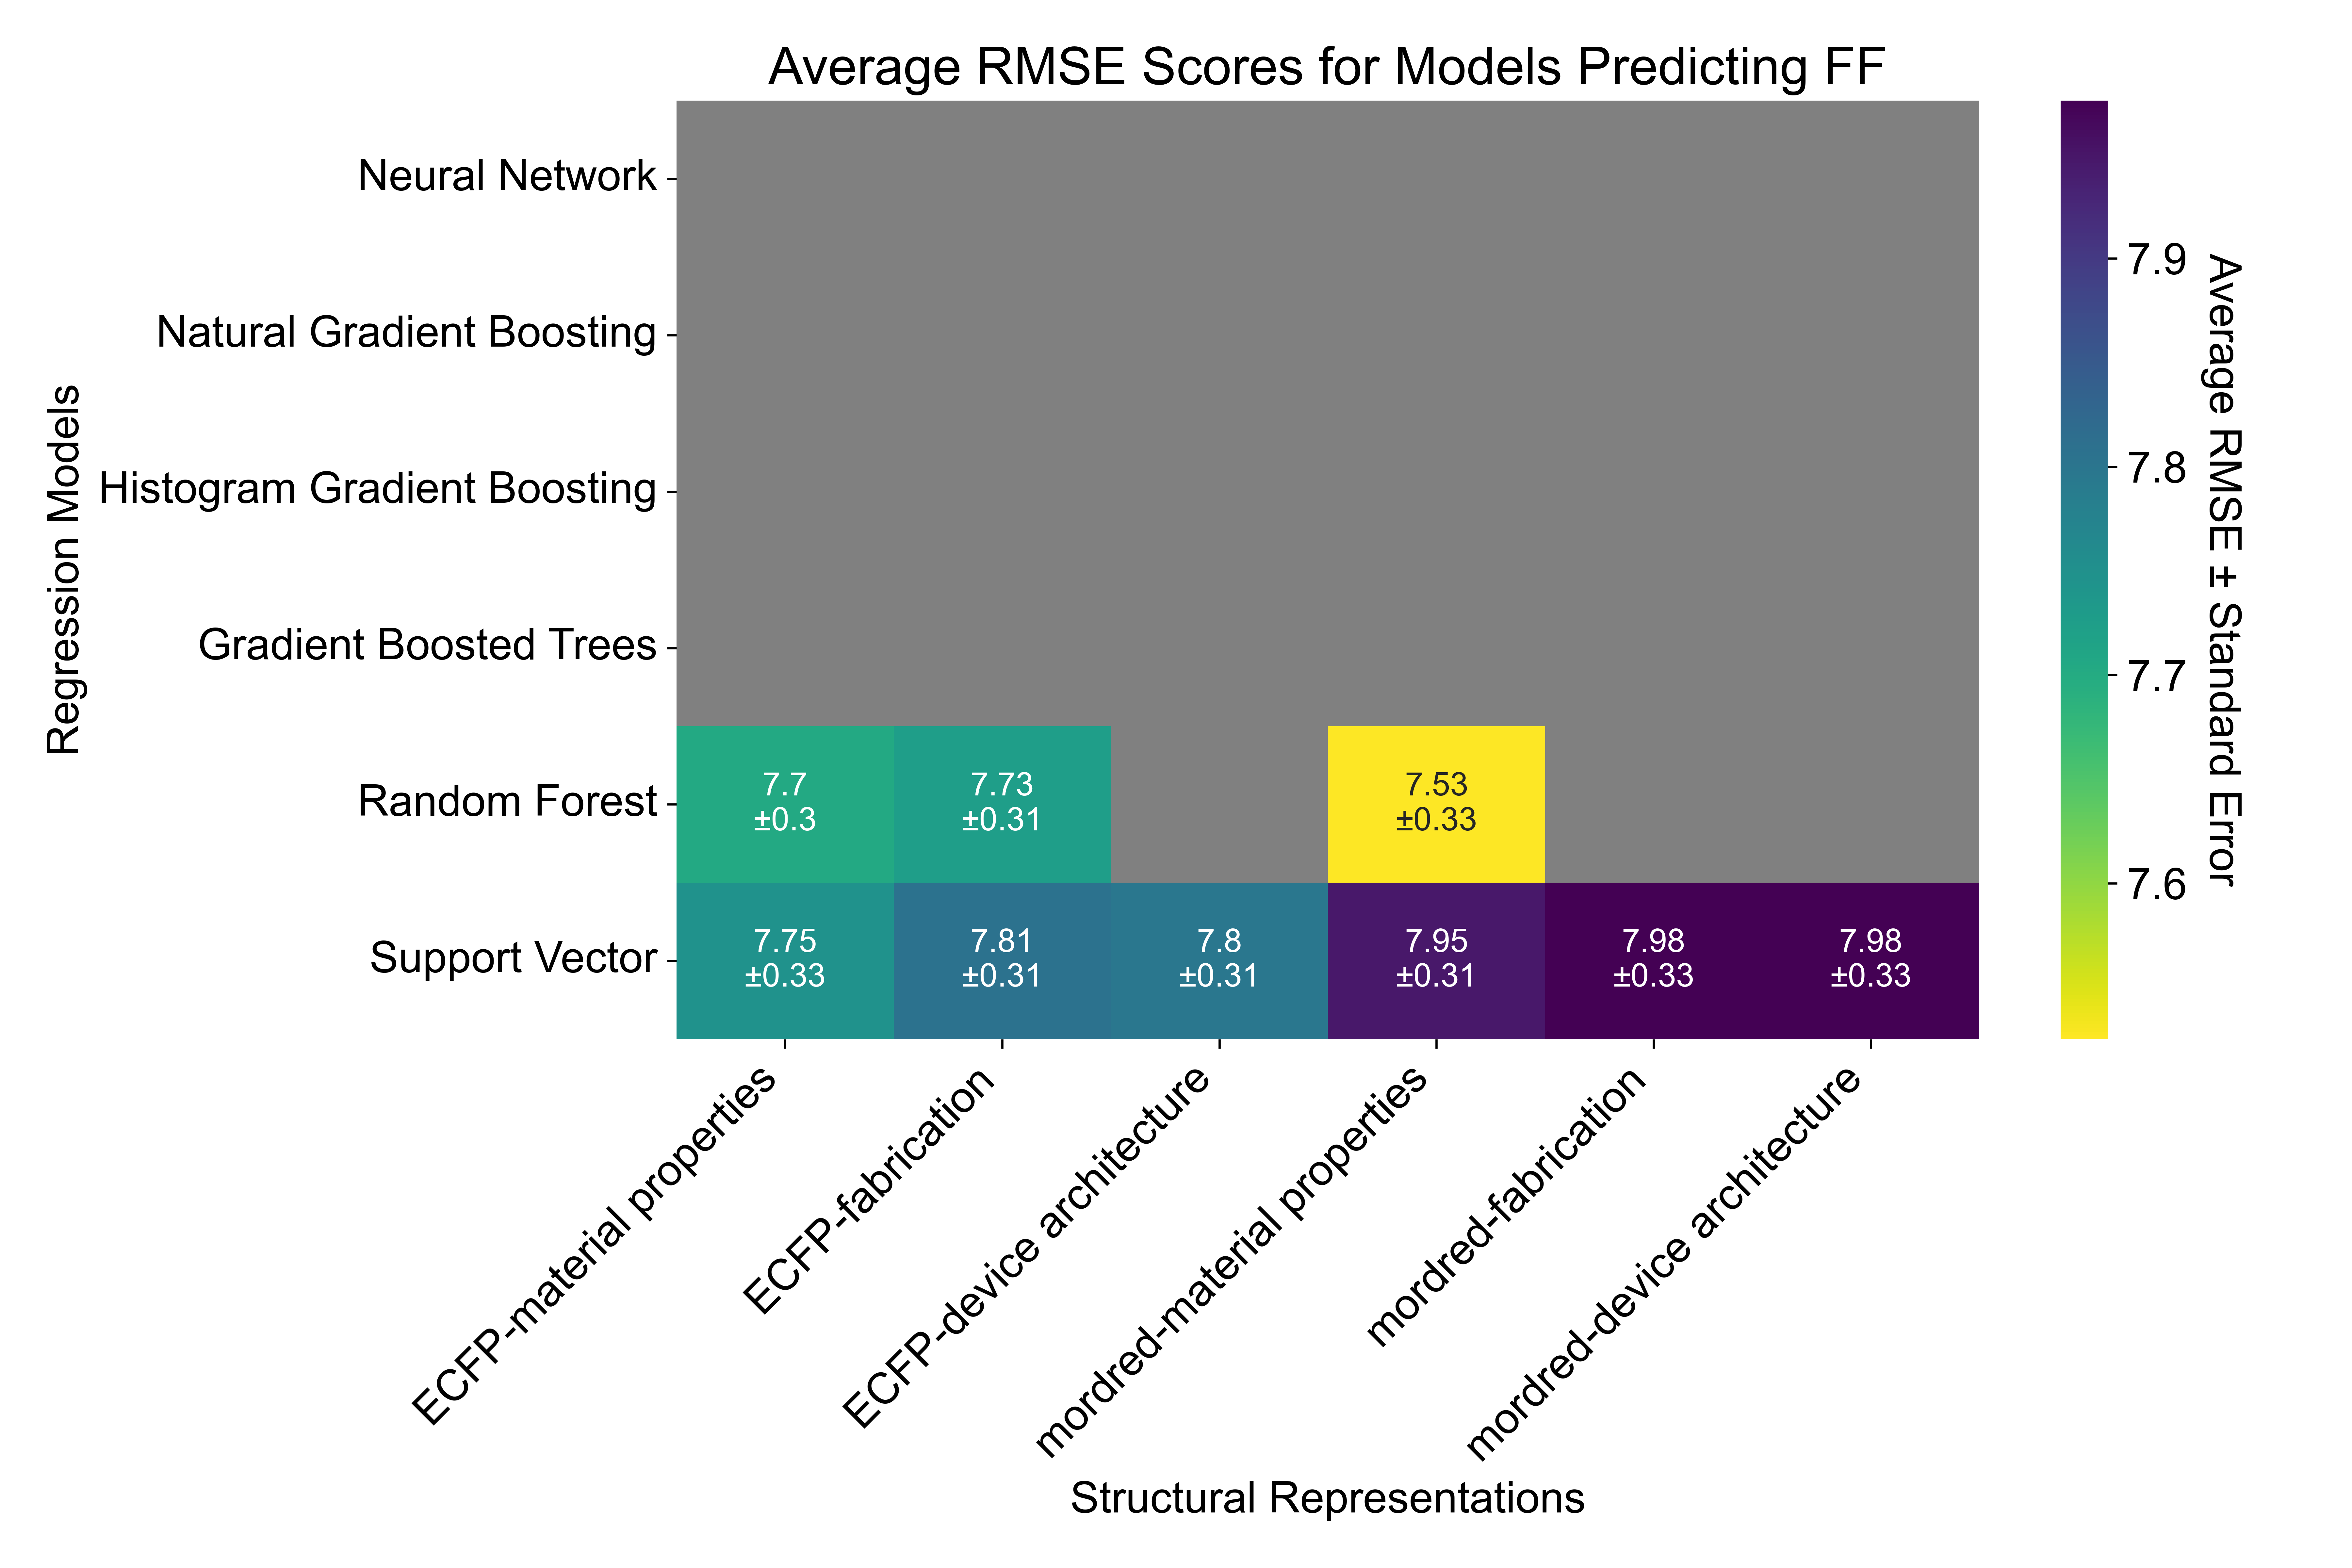 Average RMSE Scores for Models Predicting FF
Regression Models
Neural Network
Natural Gradient Boosting
Histogram Gradient Boosting
Gradient Boosted Trees
Random Forest
Support Vector
7.7
±0.3
7.73
±0.31
7.53
±0.33
7.75
±0.33
7.81
±0.31
7.8
±0.31
7.95
±0.31
7.98
±0.33
7.98
±0.33
ECFP-material properties
ECFP-fabrication
ECFP-device architecture
mordred-material properties
mordred-fabrication
mordred-device architecture
Structural Representations
7.9
7.8
7.7
7.6
Average RMSE ± Standard Error